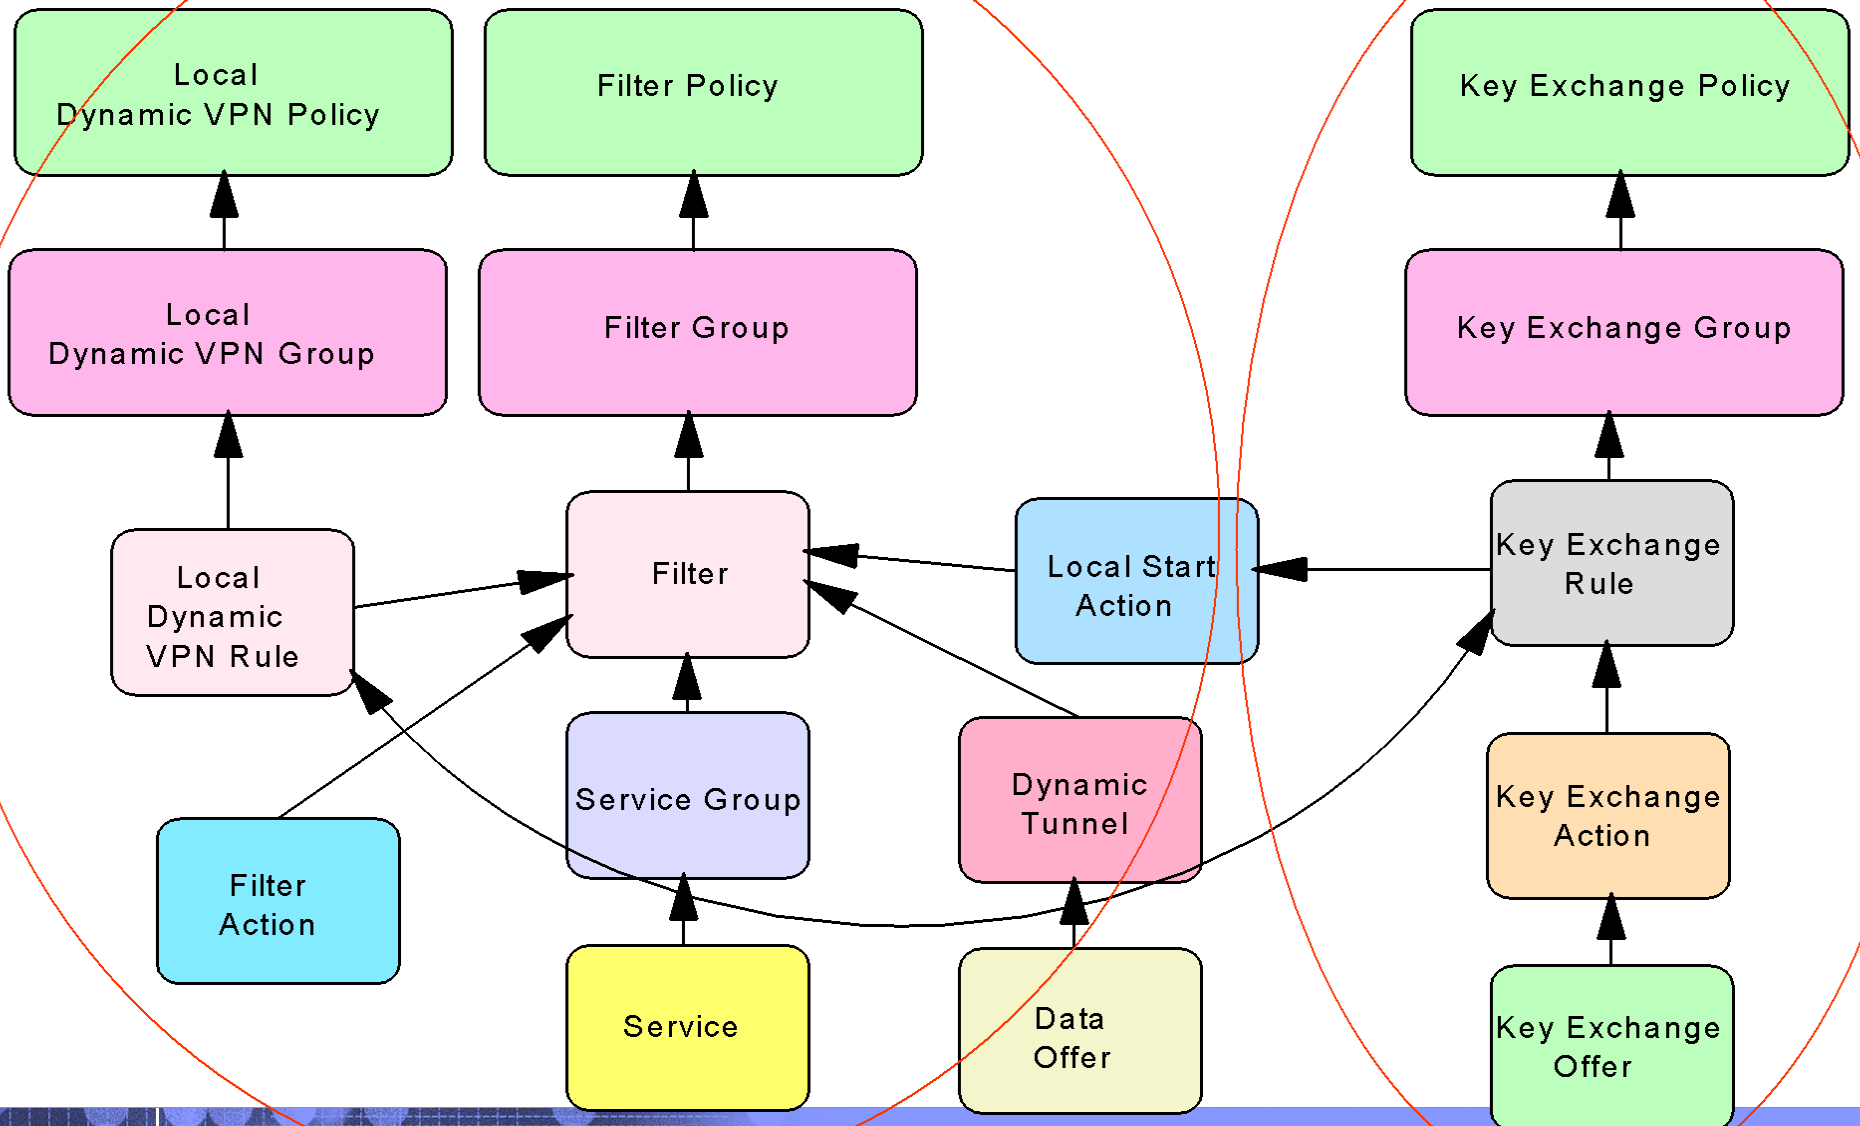 Local
Dynamic VPN Policy
Filter Policy
Key Exchange Policy
Local
Dynamic VPN Group
Filter Group
Key Exchange Group
Local
Dynamic
VPN Rule
Filter
Local Start
Action
Key Exchange
Rule
Service Group
Dynamic
Tunnel
Key Exchange
Action
Filter
Action
Service
Data
Offer
Key Exchange
Offer